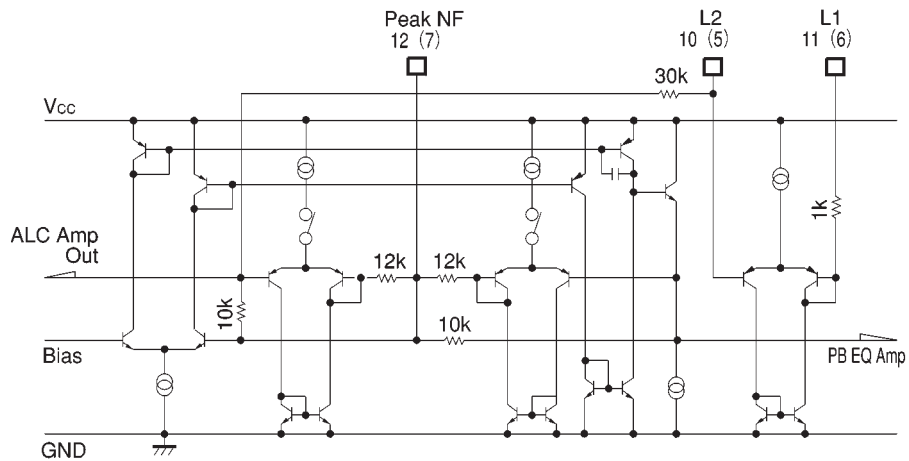 Peak NF
12 (7)
L2
10 (5)
L1
11 (6)
30k
Vcc
1k
ALC Amp
Out
12k
12k
10k
10k
Bias
PB EQ Amp
GND